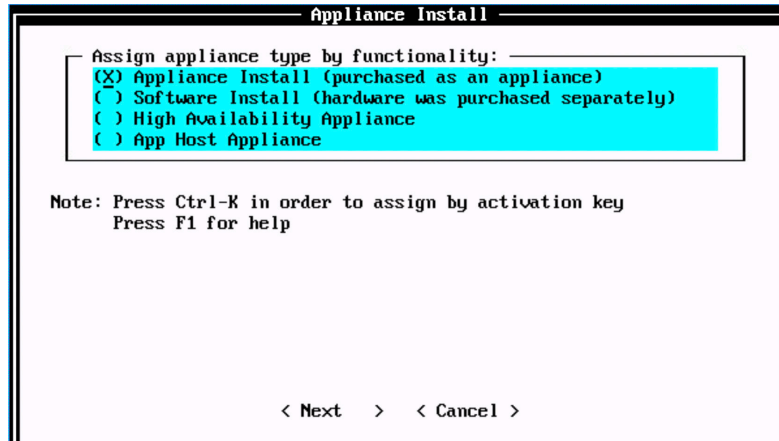 Appliance Install
Assign appliance type by functionality:
(X) Appliance Install (purchased as an appliance)
( ) Software Install (hardware was purchased separately)
( ) High Availability Appliance
( ) App Host Appliance
Note: Press Ctrl-K in order to assign by activation key
Press F1 for help
< Next > < Cancel >